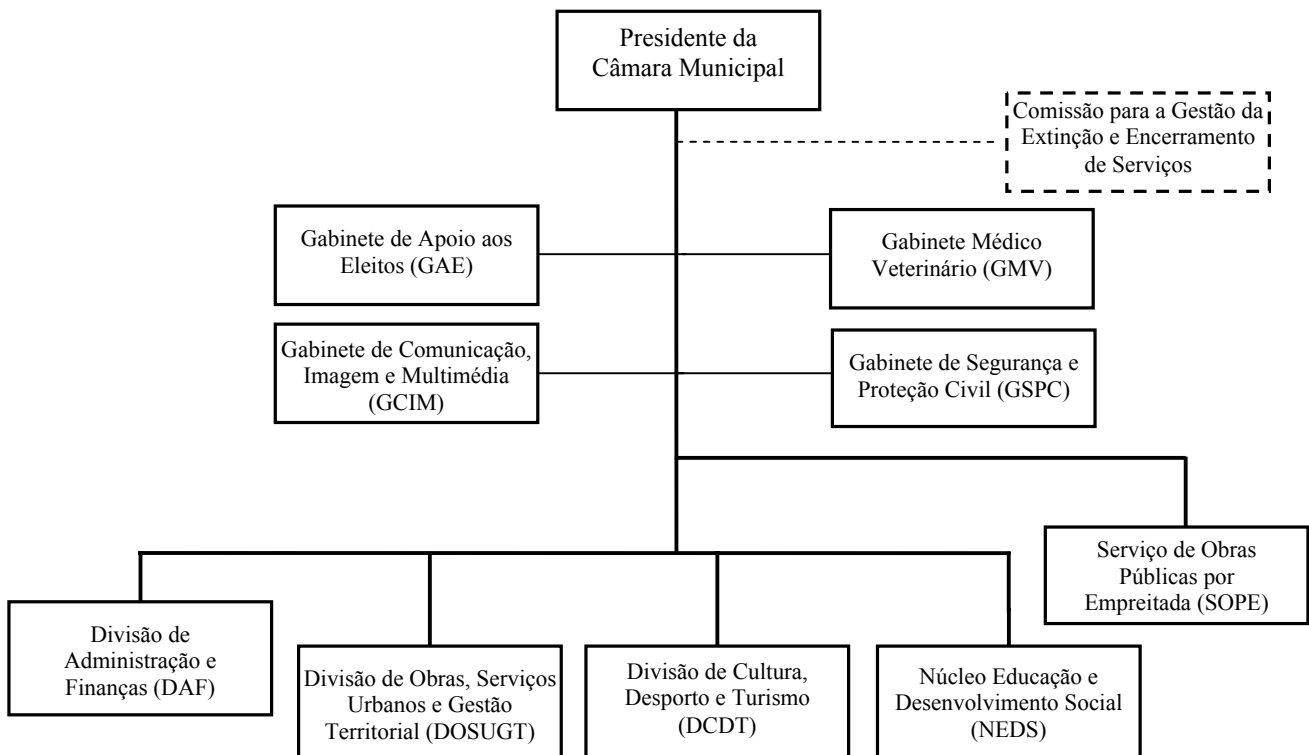 Presidente da
Câmara Municipal
Comissão para a Gestão da
Extinção e Encerramento
de Serviços
Gabinete de Apoio aos
Eleitos (GAE)
Gabinete Médico
Veterinário (GMV)
Gabinete de Comunicação,
Imagem e Multimédia
(GCIM)
Gabinete de Segurança e
Proteção Civil (GSPC)
Serviço de Obras
Públicas por
Empreitada (SOPE)
Divisão de
Administração e
Finanças (DAF)
Divisão de Obras, Serviços
Urbanos e Gestão
Territorial (DOSUGT)
Divisão de Cultura,
Desporto e Turismo
(DCDT)
Núcleo Educação e
Desenvolvimento Social
(NEDS)